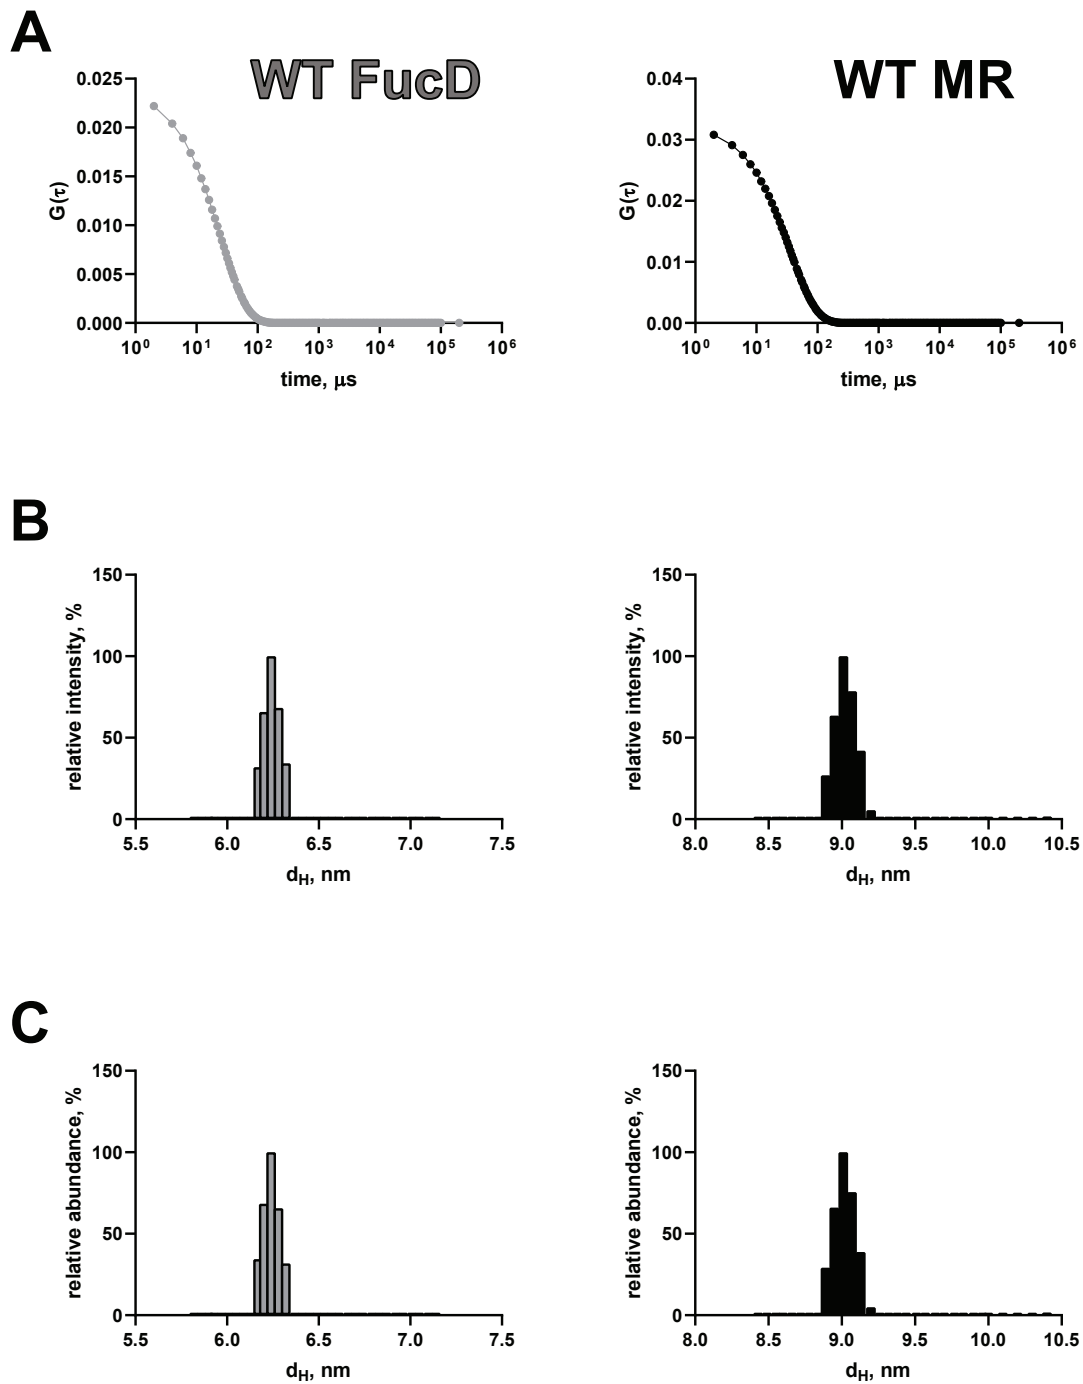 A
WT FucD
WT MR
G(τ)
0.025
0.020
0.015
0.010
0.005
0.000
10⁰ 10¹ 10² 10³ 10⁴ 10⁵ 10⁶
time, μs
G(τ)
0.04
0.03
0.02
0.01
0.00
10⁰ 10¹ 10² 10³ 10⁴ 10⁵ 10⁶
time, μs
B
relative intensity, %
150
100
50
0
5.5 6.0 6.5 7.0 7.5
dH, nm
relative intensity, %
150
100
50
0
8.0 8.5 9.0 9.5 10.0 10.5
dH, nm
C
relative abundance, %
150
100
50
0
5.5 6.0 6.5 7.0 7.5
dH, nm
relative abundance, %
150
100
50
0
8.0 8.5 9.0 9.5 10.0 10.5
dH, nm